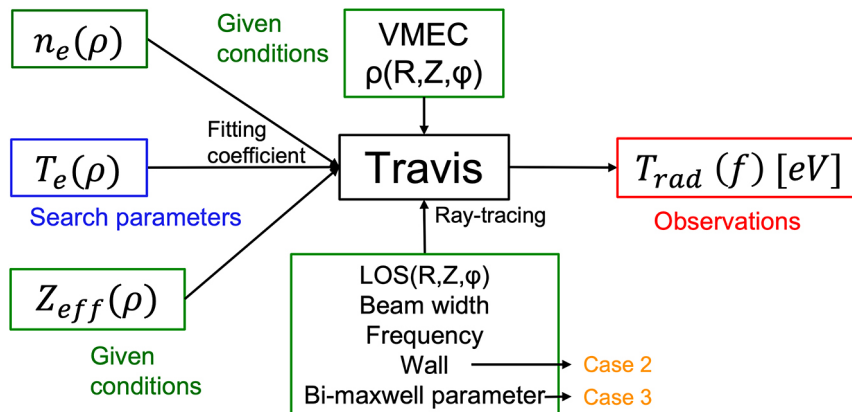 n_e(ρ)
Given
conditions
VMEC
ρ(R,Z,φ)
Fitting
coefficient
T_e(ρ)
Search parameters
Travis
T_rad (f) [eV]
Observations
Ray-tracing
Z_eff(ρ)
Given
conditions
LOS(R,Z,φ)
Beam width
Frequency
Wall
Case 2
Bi-maxwell parameter
Case 3